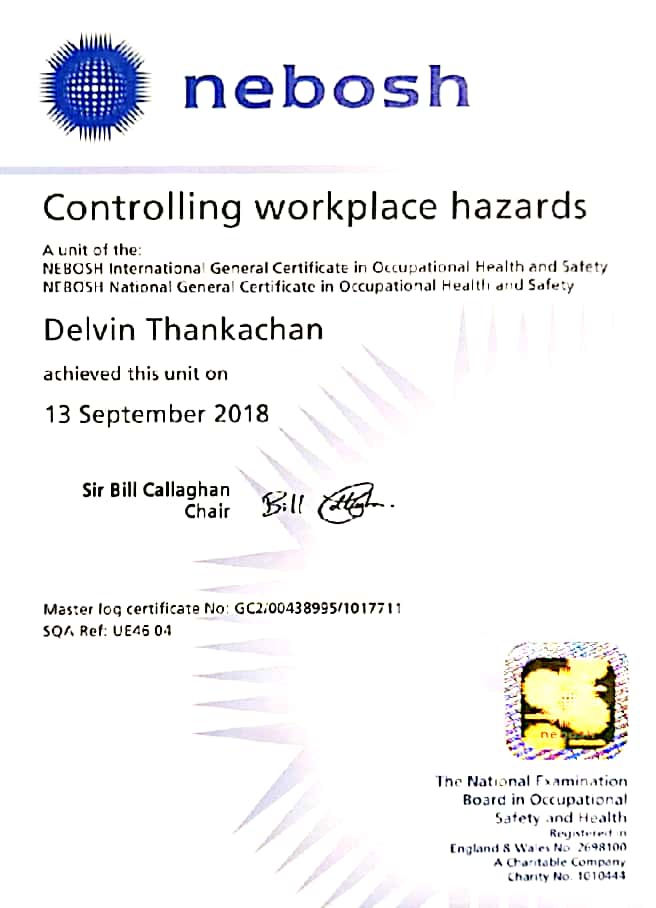 nebosh
Controlling workplace hazards
A unit of the:
NEBOSH International General Certificate in Occupational Health and Safety
NEBOSH National General Certificate in Occupational Health and Safety
Delvin Thankachan
achieved this unit on
13 September 2018
Sir Bill Callaghan
Chair
Bill Callaghan
Master log certificate No: GC2/00438995/1017711
SQA Ref: UE46 04
nebosh
The National Examination
Board in Occupational
Safety and Health
Registered in
England & Wales No. 2698100
A Charitable Company
Charity No. 1010444